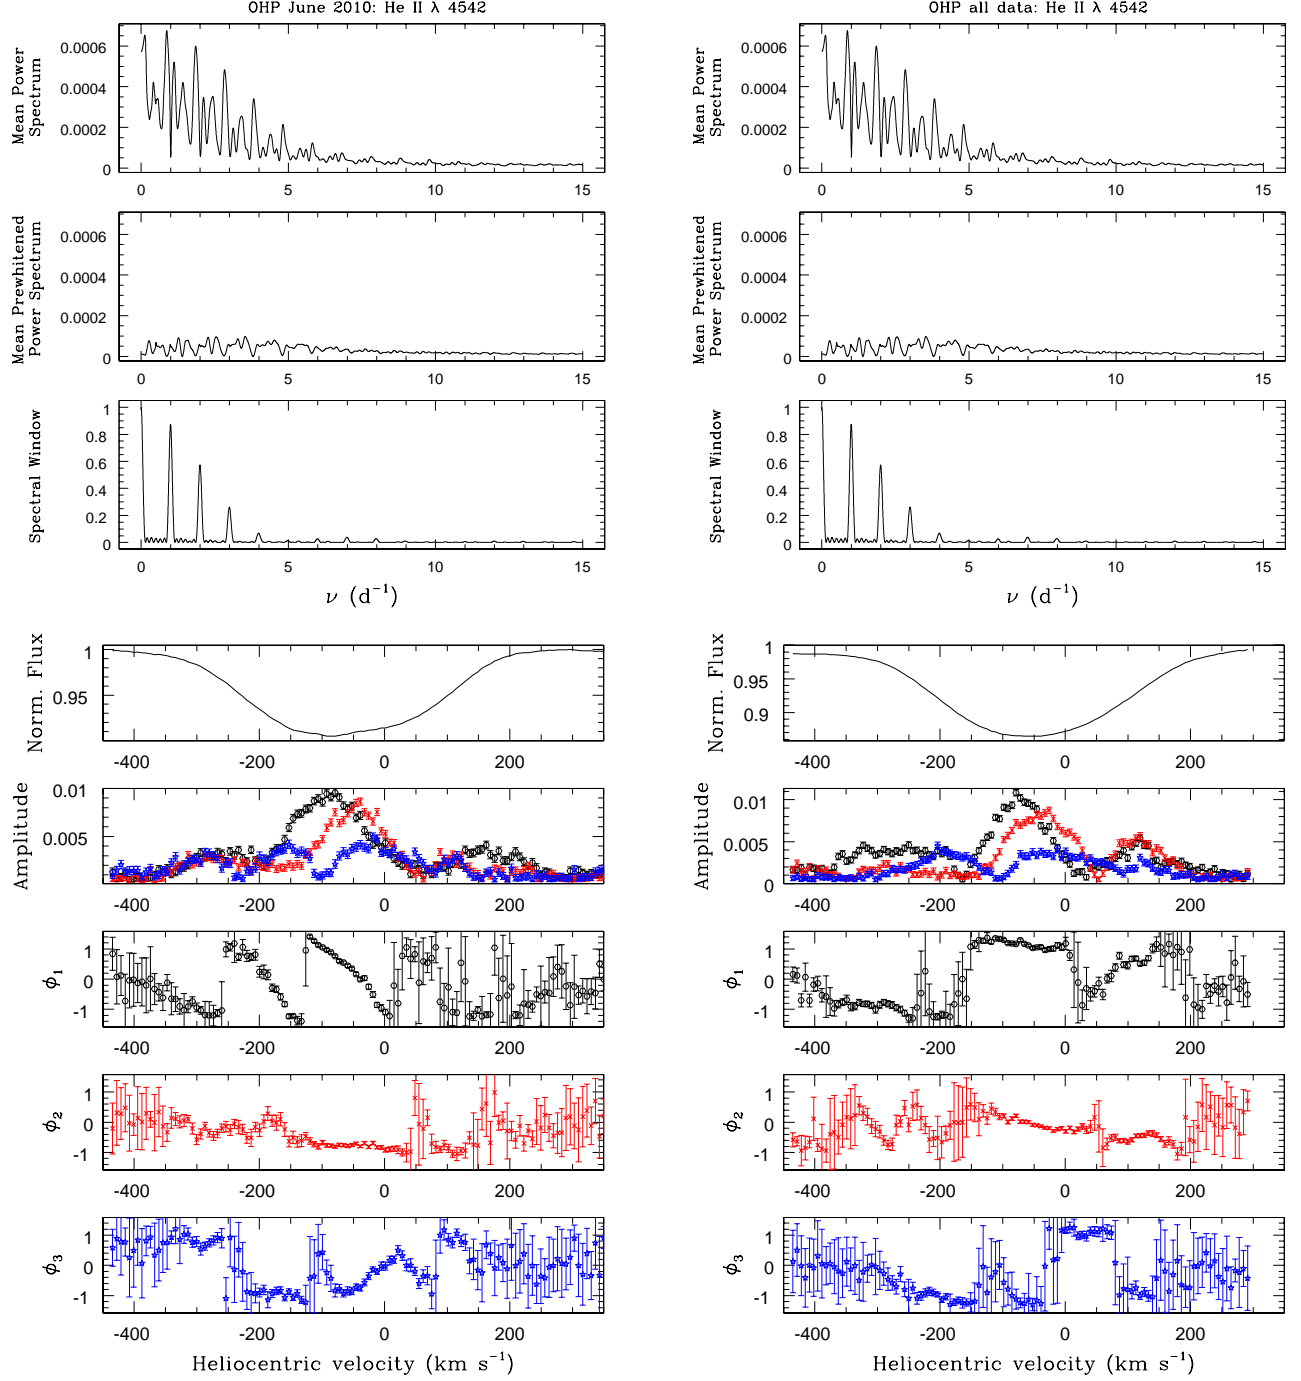 OHP June 2010: He II λ 4542
Mean Power
Spectrum
0.0006
0.0004
0.0002
0
0 5 10 15
Mean Prewhitened
Power Spectrum
0.0006
0.0004
0.0002
0
0 5 10 15
Spectral Window
1
0.8
0.6
0.4
0.2
0
0 5 10 15
ν (d⁻¹)
Norm. Flux
1
0.95
-400 -200 0 200
Amplitude
0.01
0.005
-400 -200 0 200
ϕ₁
1
0
-1
-400 -200 0 200
ϕ₂
1
0
-1
-400 -200 0 200
ϕ₃
1
0
-1
-400 -200 0 200
Heliocentric velocity (km s⁻¹)
OHP all data: He II λ 4542
Mean Power
Spectrum
0.0006
0.0004
0.0002
0
0 5 10 15
Mean Prewhitened
Power Spectrum
0.0006
0.0004
0.0002
0
0 5 10 15
Spectral Window
1
0.8
0.6
0.4
0.2
0
0 5 10 15
ν (d⁻¹)
Norm. Flux
1
0.95
0.9
-400 -200 0 200
Amplitude
0.01
0.005
0
-400 -200 0 200
ϕ₁
1
0
-1
-400 -200 0 200
ϕ₂
1
0
-1
-400 -200 0 200
ϕ₃
1
0
-1
-400 -200 0 200
Heliocentric velocity (km s⁻¹)